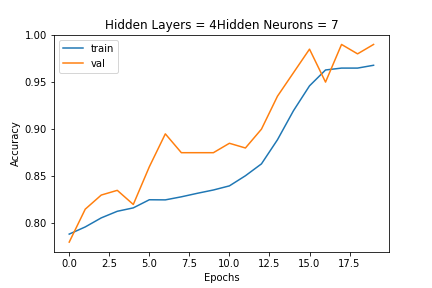 Hidden Layers = 4Hidden Neurons = 7
1.00
train
val
0.95
0.90
0.85
0.80
Accuracy
0.0 2.5 5.0 7.5 10.0 12.5 15.0 17.5
Epochs